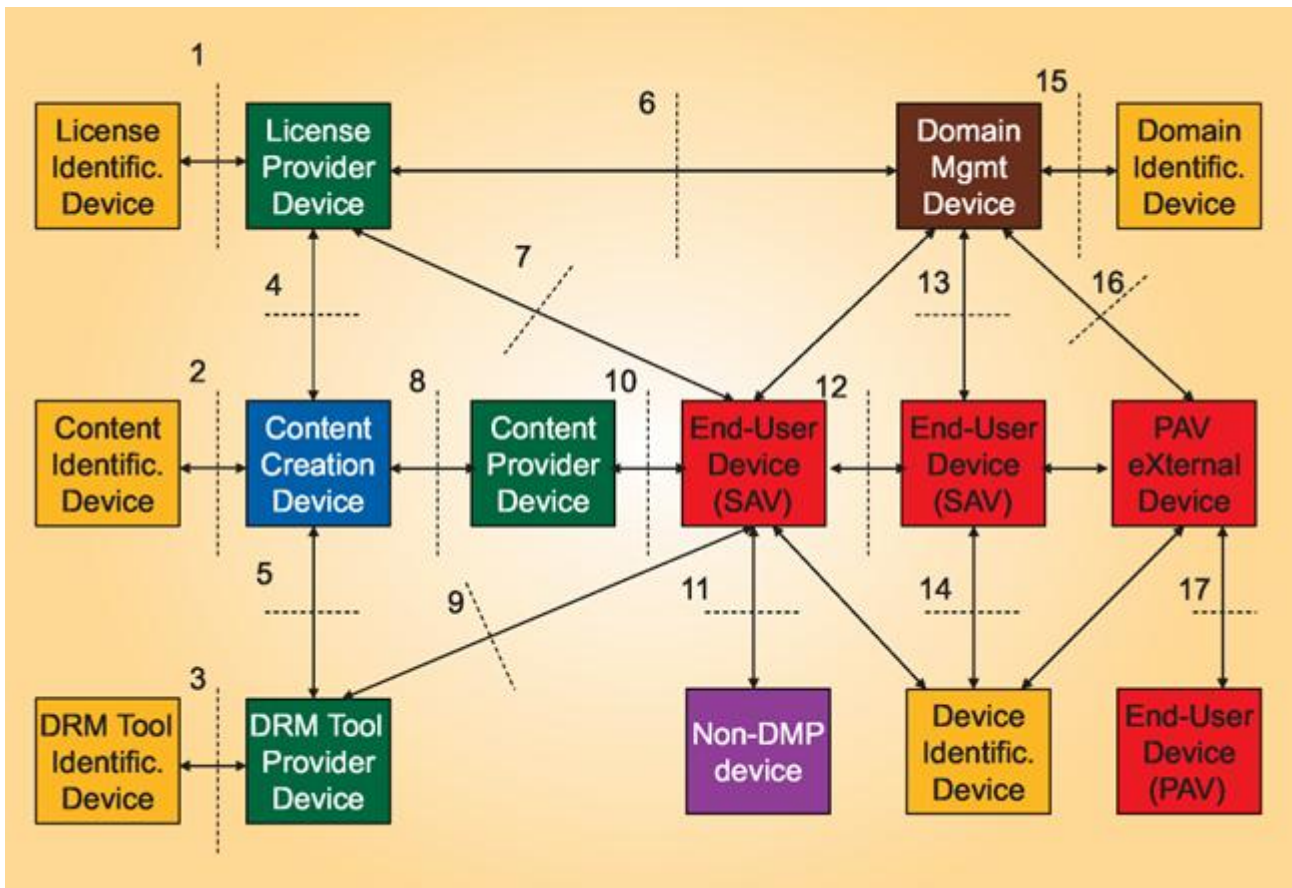 1
6
15
License
Identific.
Device
License
Provider
Device
Domain
Mgmt
Device
Domain
Identific.
Device
4
7
13
16
2
8
10
12
Content
Identific.
Device
Content
Creation
Device
Content
Provider
Device
End-User
Device
(SAV)
End-User
Device
(SAV)
PAV
eXternal
Device
5
9
11
14
17
3
DRM Tool
Identific.
Device
DRM Tool
Provider
Device
Non-DMP
device
Device
Identific.
Device
End-User
Device
(PAV)